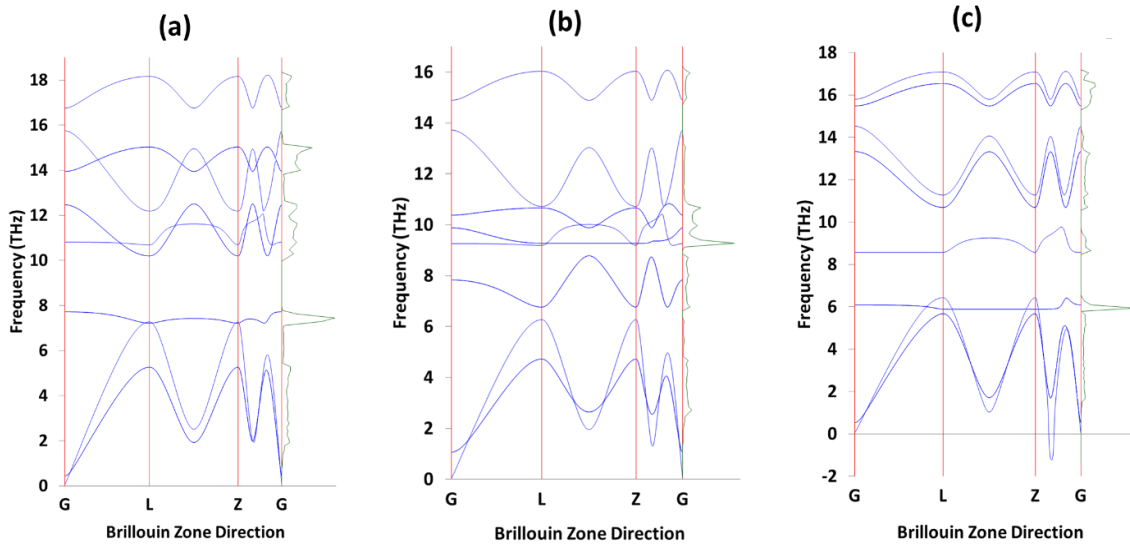 (a)
18
16
14
12
10
8
6
4
2
0
Frequency (THz)
G L Z G
Brillouin Zone Direction
(b)
16
14
12
10
8
6
4
2
0
Frequency (THz)
G L Z G
Brillouin Zone Direction
(c)
18
16
14
12
10
8
6
4
2
0
-2
Frequency (THz)
G L Z G
Brillouin Zone Direction